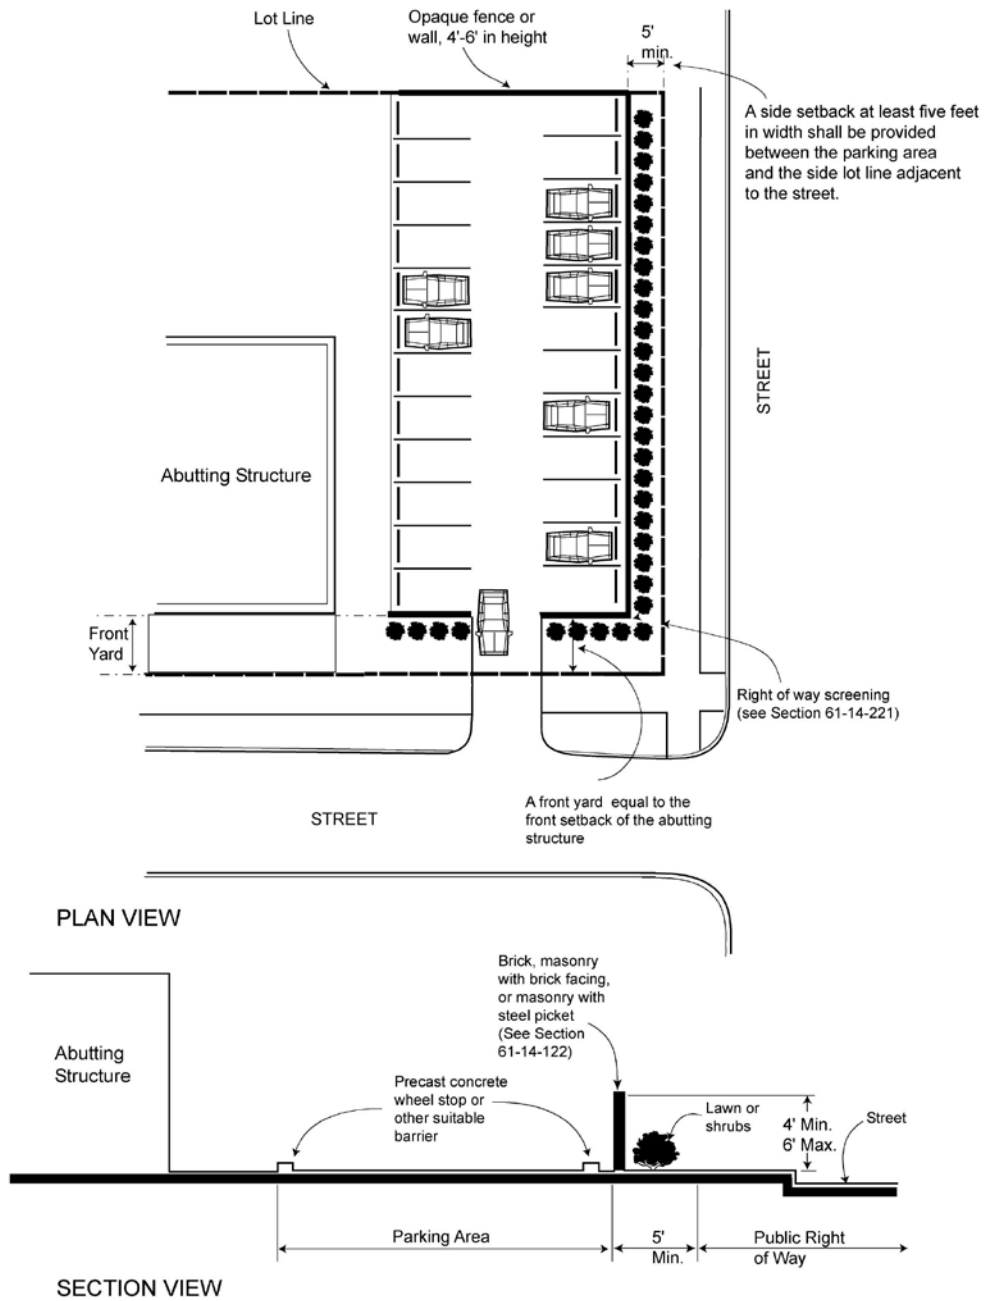 Lot Line
Opaque fence or
wall, 4'-6' in height
5'
min.
A side setback at least five feet
in width shall be provided
between the parking area
and the side lot line adjacent
to the street.
STREET
Abutting Structure
Front
Yard
Right of way screening
(see Section 61-14-221)
A front yard equal to the
front setback of the abutting
structure
STREET
PLAN VIEW
Brick, masonry
with brick facing,
or masonry with
steel picket
(See Section
61-14-122)
Abutting
Structure
Precast concrete
wheel stop or
other suitable
barrier
Lawn or
shrubs
4' Min.
6' Max.
Street
Parking Area
5'
Min.
Public Right
of Way
SECTION VIEW